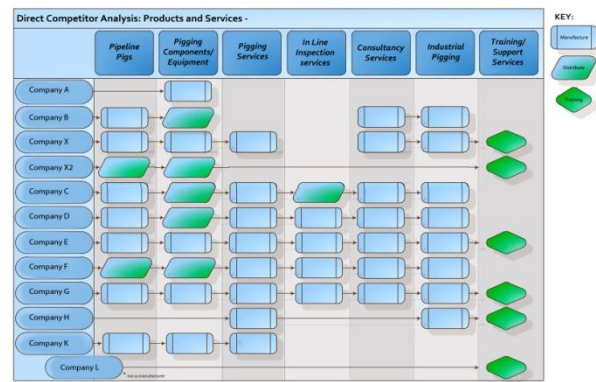 Direct Competitor Analysis: Products and Services -
KEY:
Manufacture
Distribute
Training
Pipeline
Pigs
Pigging
Components/
Equipment
Pigging
Services
In Line
Inspection
services
Consultancy
Services
Industrial
Pigging
Training/
Support
Services
Company A
Company B
Company X
Company X2
Company C
Company D
Company E
Company F
Company G
Company H
Company K
Company L
* not a manufacturer